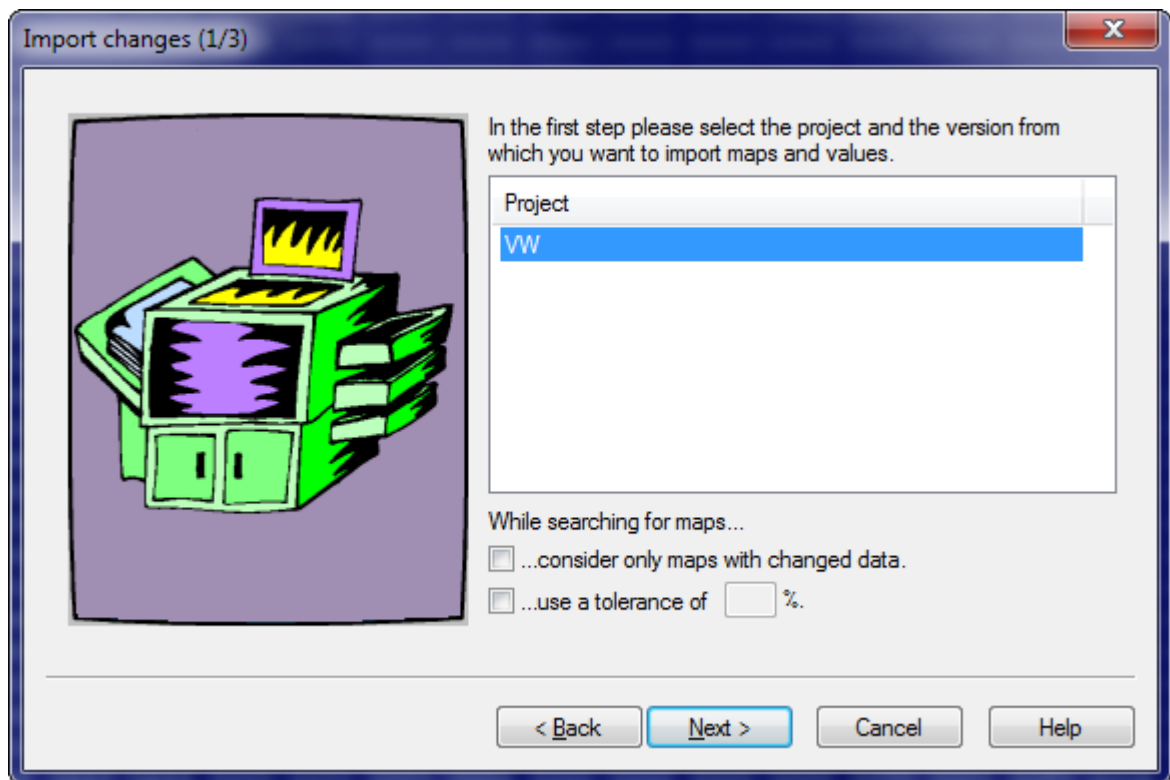 Import changes (1/3)
In the first step please select the project and the version from
which you want to import maps and values.
Project
VW
While searching for maps...
...consider only maps with changed data.
...use a tolerance of %.
< Back Next > Cancel Help